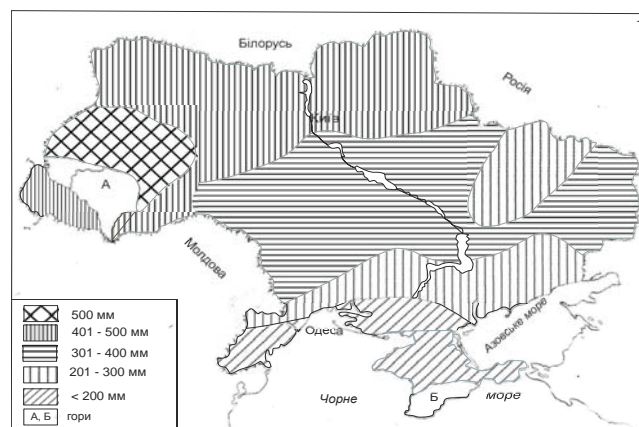 Білорусь
Росія
Київ
А
Молдова
Одеса
Азовське море
Чорне
море
Б
500 мм
401 - 500 мм
301 - 400 мм
201 - 300 мм
< 200 мм
А, Б гори